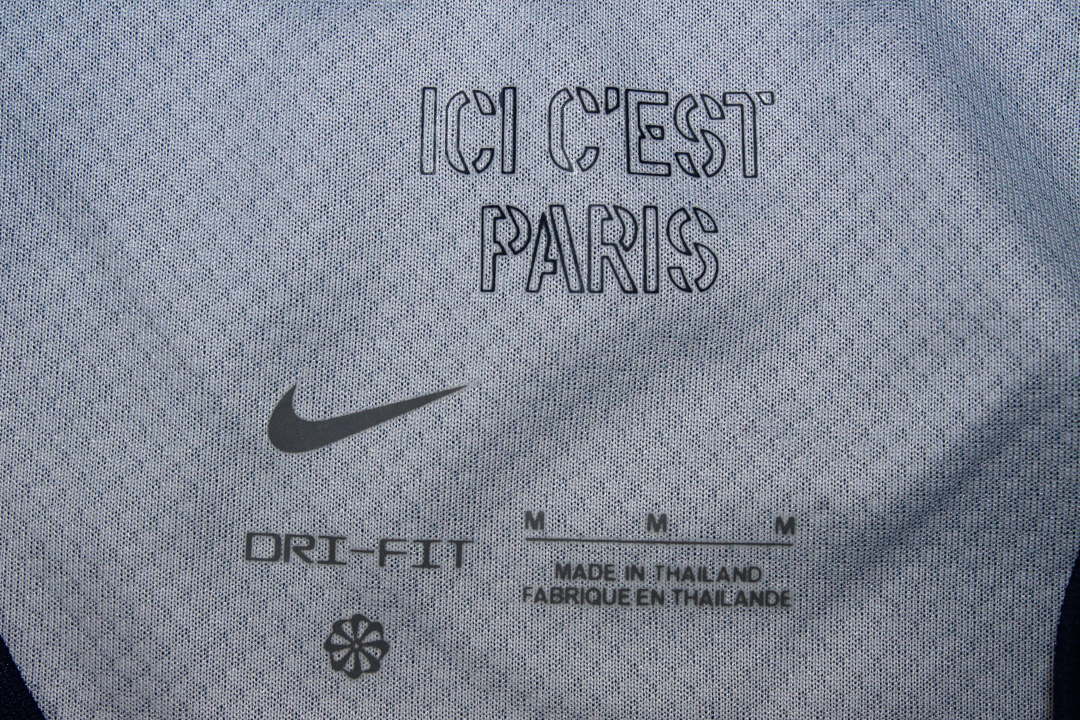 ICI C'EST
PARIS
DRI-FIT
M M M
MADE IN THAILAND
FABRIQUE EN THAILANDE